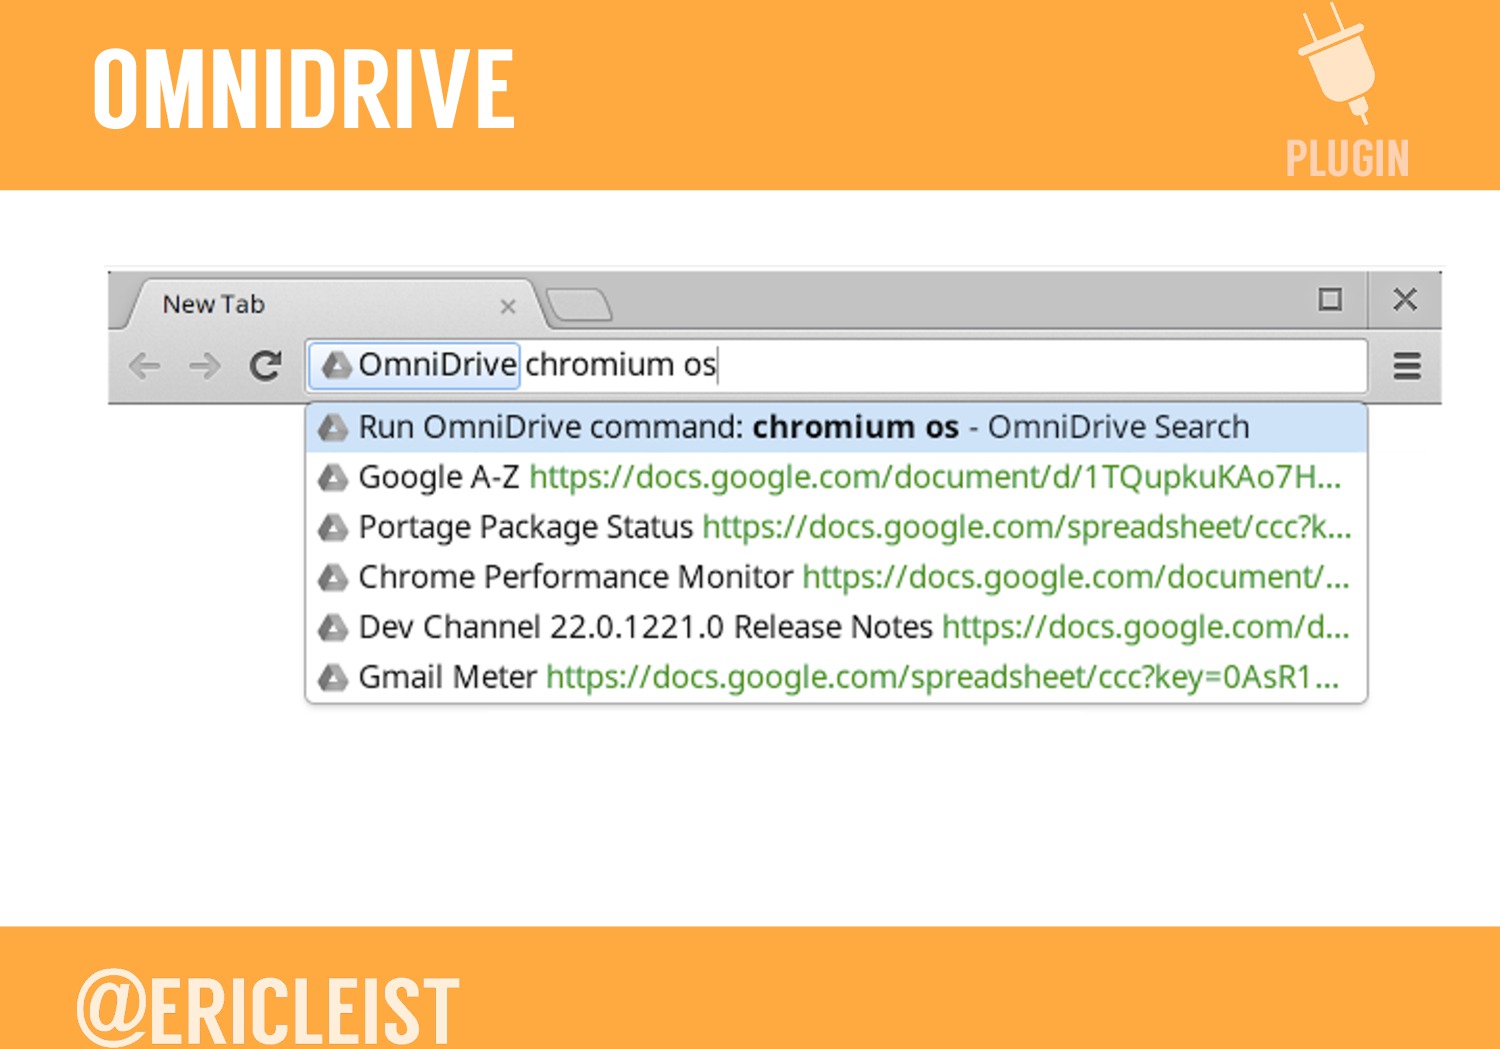 OMNIDRIVE
PLUGIN
New Tab
OmniDrive chromium os
Run OmniDrive command: chromium os - OmniDrive Search
Google A-Z https://docs.google.com/document/d/1TQupkuKAo7H...
Portage Package Status https://docs.google.com/spreadsheet/ccc?k...
Chrome Performance Monitor https://docs.google.com/document/...
Dev Channel 22.0.1221.0 Release Notes https://docs.google.com/d...
Gmail Meter https://docs.google.com/spreadsheet/ccc?key=0AsR1...
@ERICLEIST